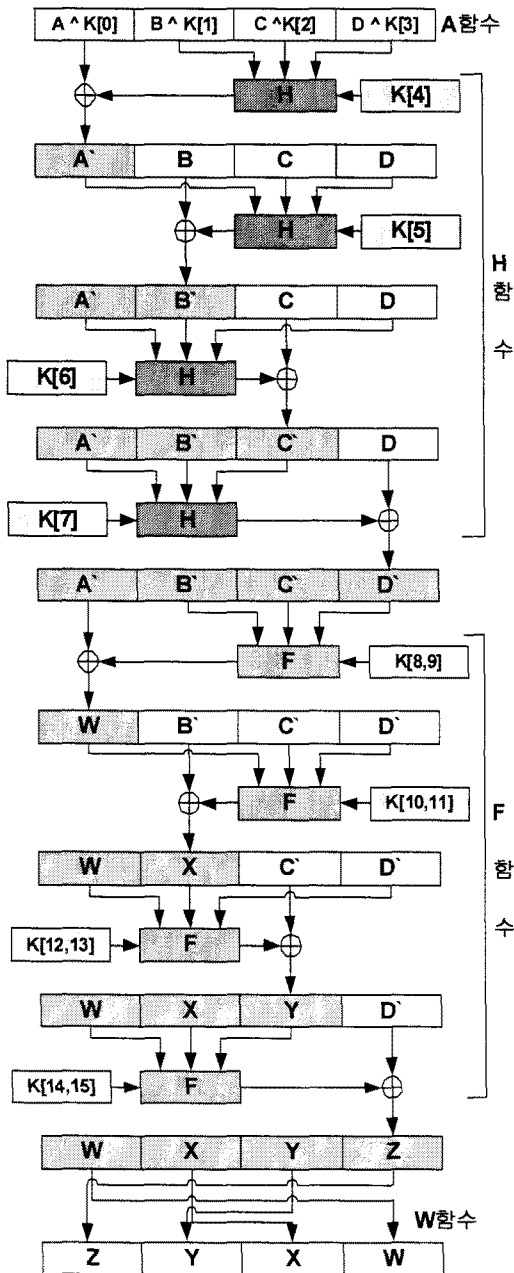 A ^ K[0] B ^ K[1] C ^K[2] D ^ K[3] A함수
H K[4]
A` B C D
H K[5]
H
함
수
A` B` C D
K[6] H
A` B` C` D
K[7] H
A` B` C` D`
F K[8,9]
W B` C` D`
F K[10,11]
F
함
수
W X C` D`
K[12,13] F
W X Y D`
K[14,15] F
W X Y Z
W함수
Z Y X W